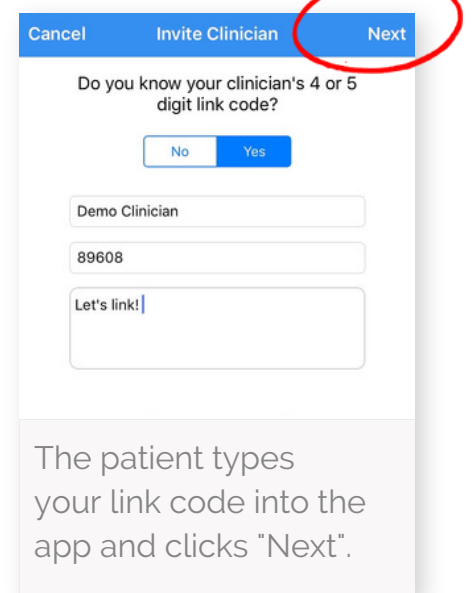 Cancel Invite Clinician Next
Do you know your clinician's 4 or 5
digit link code?
No Yes
Demo Clinician
89608
Let's link!
The patient types
your link code into the
app and clicks "Next".